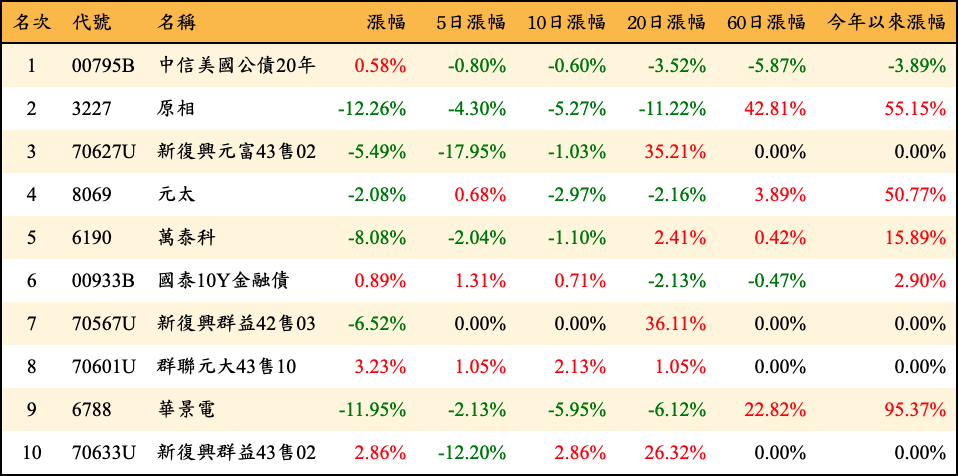 名次 代號 名稱 漲幅 5日漲幅 10日漲幅 20日漲幅 60日漲幅 今年以來漲幅
1 00795B 中信美國公債20年 0.58% -0.80% -0.60% -3.52% -5.87% -3.89%
2 3227 原相 -12.26% -4.30% -5.27% -11.22% 42.81% 55.15%
3 70627U 新復興元富43售02 -5.49% -17.95% -1.03% 35.21% 0.00% 0.00%
4 8069 元太 -2.08% 0.68% -2.97% -2.16% 3.89% 50.77%
5 6190 萬泰科 -8.08% -2.04% -1.10% 2.41% 0.42% 15.89%
6 00933B 國泰10Y金融債 0.89% 1.31% 0.71% -2.13% -0.47% 2.90%
7 70567U 新復興群益42售03 -6.52% 0.00% 0.00% 36.11% 0.00% 0.00%
8 70601U 群聯元大43售10 3.23% 1.05% 2.13% 1.05% 0.00% 0.00%
9 6788 華景電 -11.95% -2.13% -5.95% -6.12% 22.82% 95.37%
10 70633U 新復興群益43售02 2.86% -12.20% 2.86% 26.32% 0.00% 0.00%